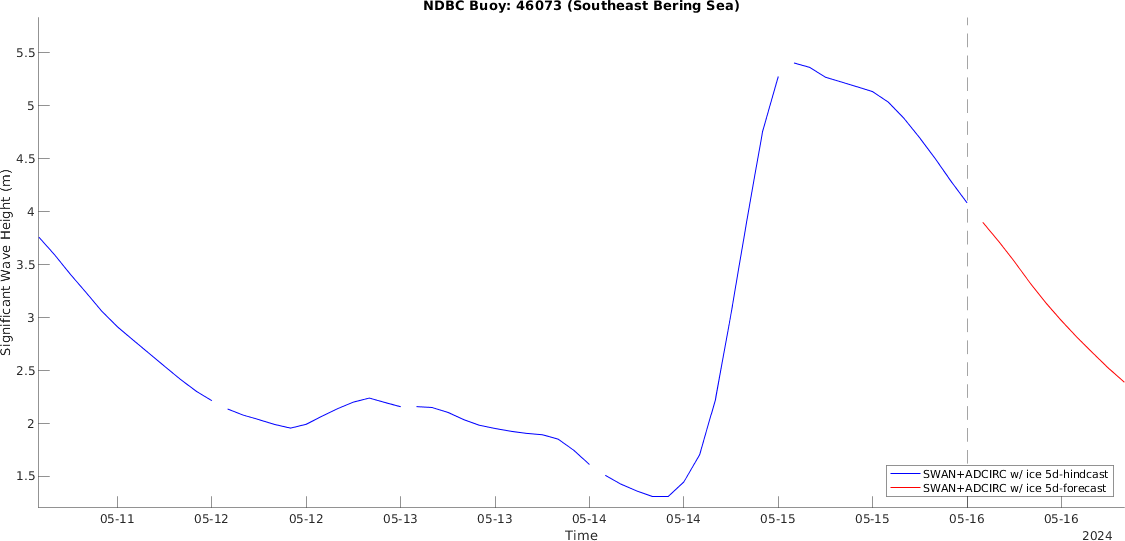 NDBC Buoy: 46073 (Southeast Bering Sea)
5.5
5
4.5
4
3.5
3
2.5
2
1.5
Significant Wave Height (m)
SWAN+ADCIRC w/ ice 5d-hindcast
SWAN+ADCIRC w/ ice 5d-forecast
05-11 05-12 05-12 05-13 05-13 05-14 05-14 05-15 05-15 05-16 05-16
Time
2024